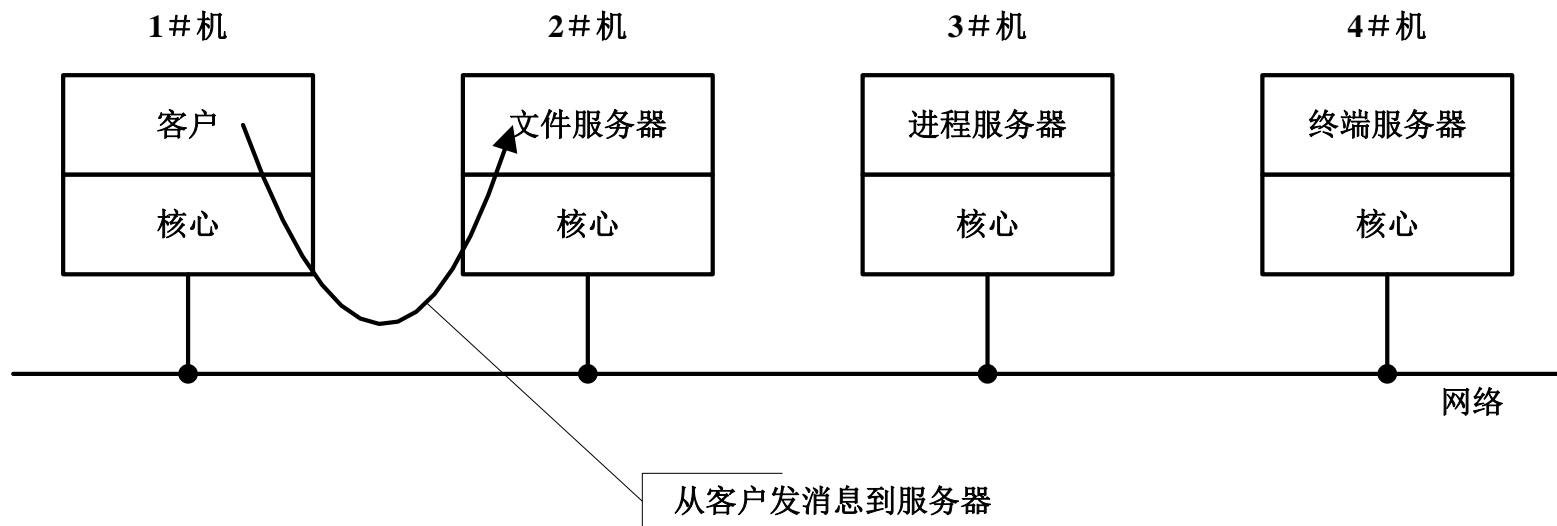 1#机 2#机 3#机 4#机
客户 文件服务器 进程服务器 终端服务器
核心 核心 核心 核心
网络
从客户发消息到服务器